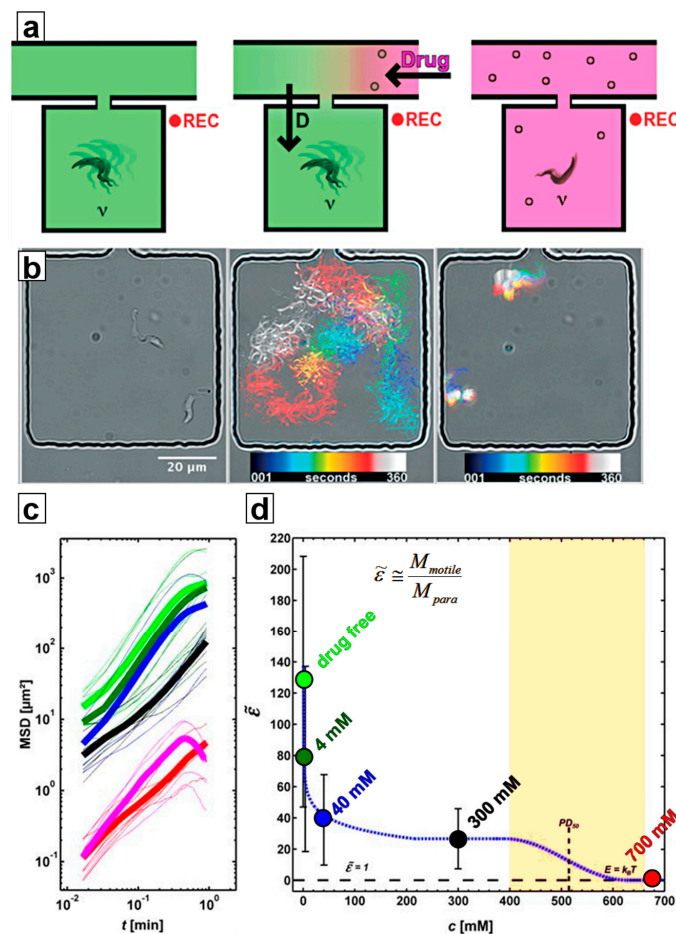 a
Drug
REC
D
REC
REC
ν
ν
ν
b
20 µm
001 seconds 360
001 seconds 360
c
d
MSD [µm²]
10³
10²
10¹
10⁰
10⁻¹
10⁻²
10⁻¹
10⁰
t [min]
ε̃ ≅ M motile / M para
220
200
180
160
140
120
100
80
60
40
20
0
ε̃
drug free
4 mM
40 mM
300 mM
700 mM
PD₅₀
ε̃ = 1
E = k_BT
0 100 200 300 400 500 600 700
c [mM]